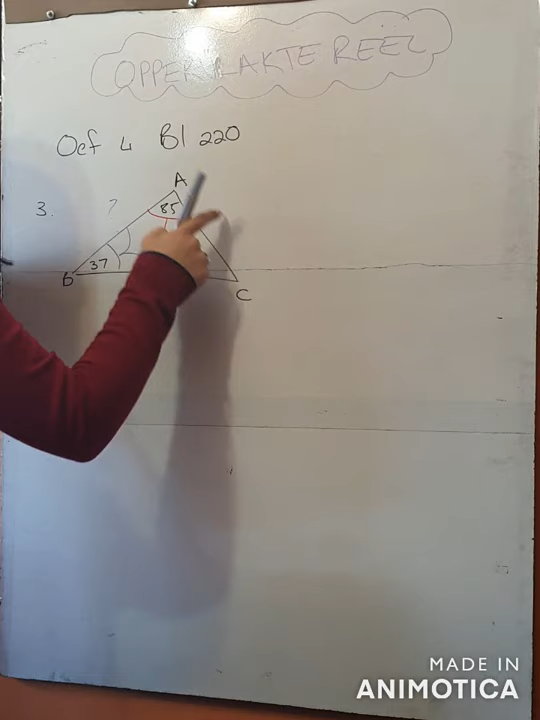 OPPERVLAKTE REEL
Oef 4 Bl 220
A
3. ?
85
37
B
C
MADE IN
ANIMOTICA